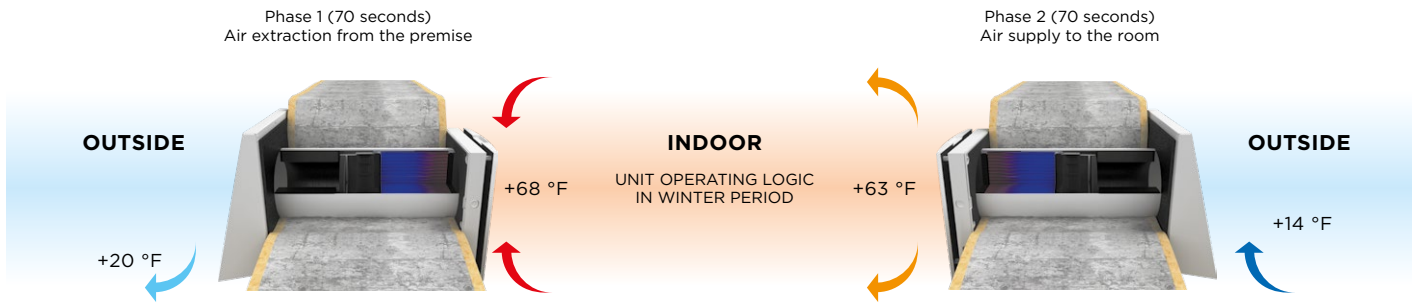 Phase 1 (70 seconds)
Air extraction from the premise
Phase 2 (70 seconds)
Air supply to the room
OUTSIDE
INDOOR
OUTSIDE
UNIT OPERATING LOGIC
IN WINTER PERIOD
+68 °F
+63 °F
+14 °F
+20 °F